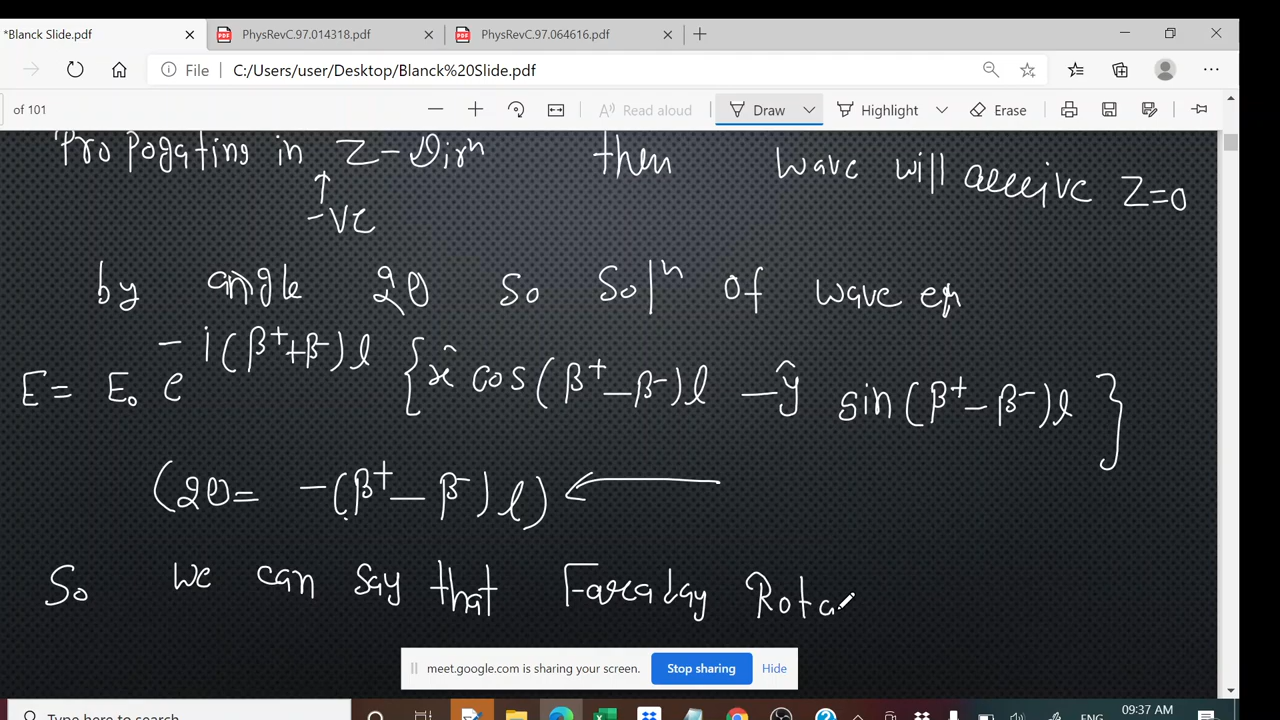 *Blanck Slide.pdf
PhysRevC.97.014318.pdf
PhysRevC.97.064616.pdf
File
C:/Users/user/Desktop/Blanck%20Slide.pdf
of 101
Read aloud
Draw
Highlight
Erase
Propogating in Z-Dirⁿ then wave will Z=0
-ve
by angle 2θ So Solⁿ of wave eqn
E = E₀ e^{-i(β⁺+β⁻)l} {x̂ cos(β⁺-β⁻)l - ŷ sin(β⁺-β⁻)l}
(2θ = -(β⁺-β⁻)l) ←
So we can say that Faraday Rota
meet.google.com is sharing your screen.
Stop sharing
Hide
Type here to search
ENG
09:37 AM